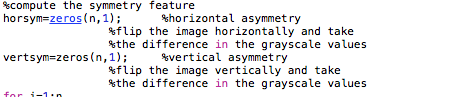 %compute the symmetry feature
horsym=zeros(n,1); %horizontal asymmetry
%flip the image horizontally and take
%the difference in the grayscale values
vertsym=zeros(n,1); %vertical asymmetry
%flip the image vertically and take
%the difference in the grayscale values
for i=1:n